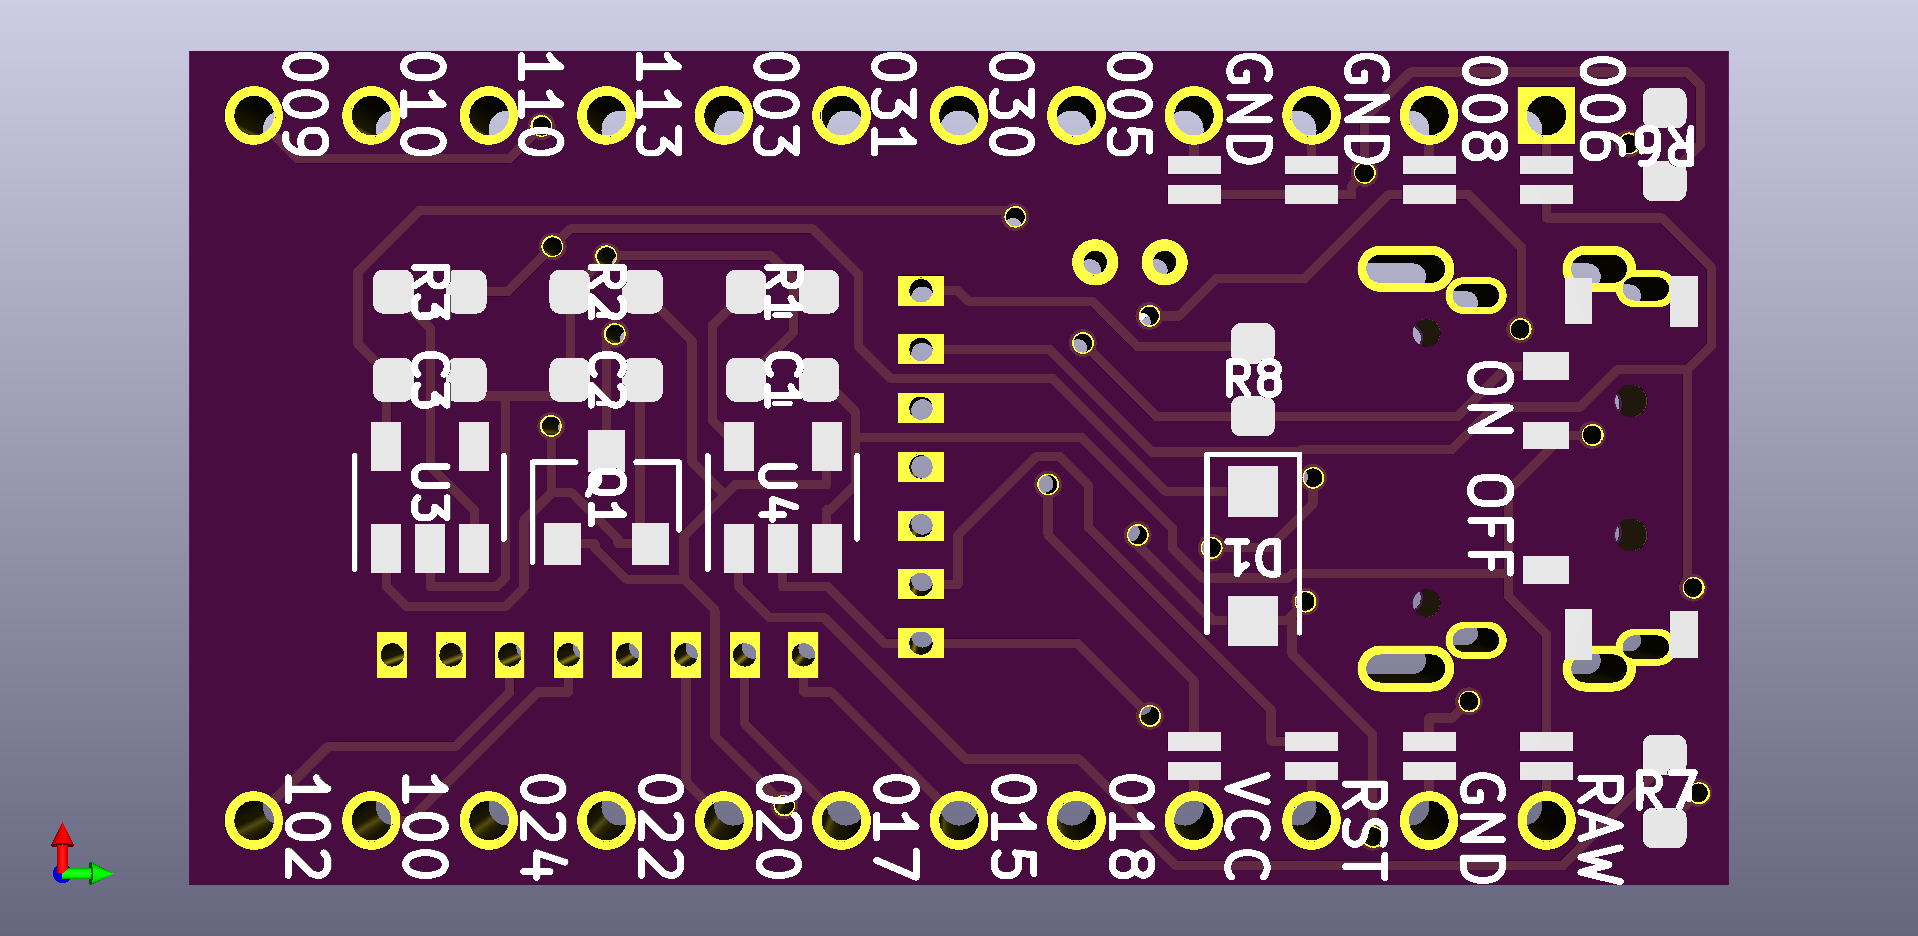 009
010
110
113
003
031
030
005
GND
GND
008
006
R6
R3
R2
R1
C3
C2
C1
R8
ON
U3
Q1
U4
OFF
D1
102
100
024
022
020
017
015
018
VCC
RST
GND
RAW
R7